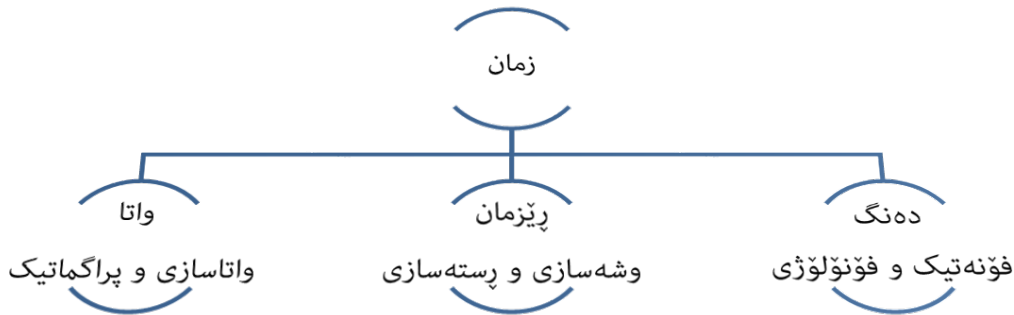 زمان
دەنگ
فۆنەتیک و فۆنۆلۆژی
ڕێزمان
وشەسازی و ڕستەسازی
واتا
واتاسازی و پراگماتیک